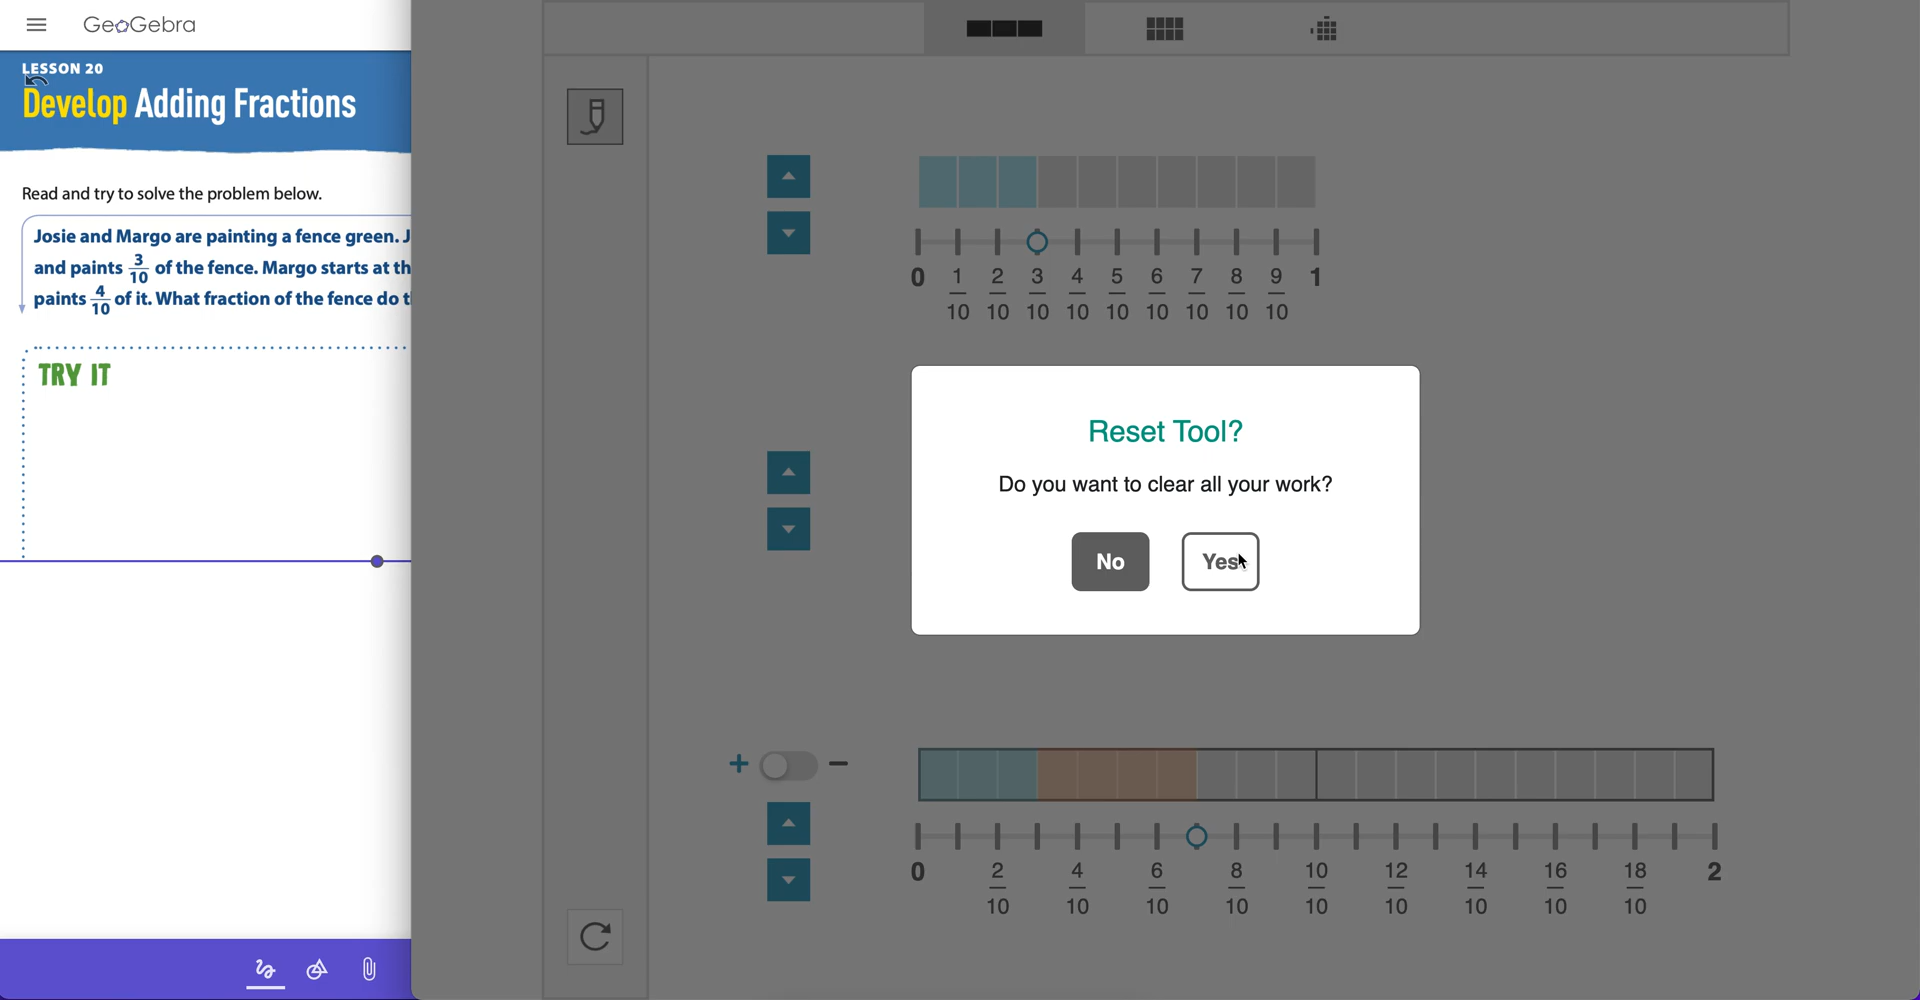 GeoGebra
LESSON 20
Develop Adding Fractions
Read and try to solve the problem below.
Josie and Margo are painting a fence green. J
and paints 3/10 of the fence. Margo starts at th
paints 4/10 of it. What fraction of the fence do t
TRY IT
0 1/10 2/10 3/10 4/10 5/10 6/10 7/10 8/10 9/10 1
Reset Tool?
Do you want to clear all your work?
No Yes
+ −
0 2/10 4/10 6/10 8/10 10/10 12/10 14/10 16/10 18/10 2